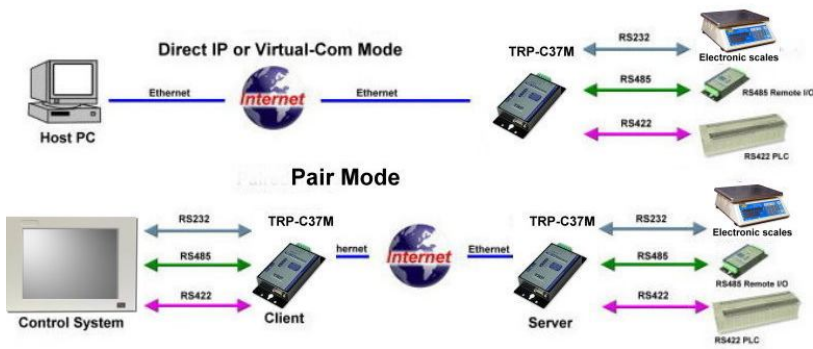 Direct IP or Virtual-Com Mode
TRP-C37M
RS232
Electronic scales
Ethernet
Internet
Ethernet
RS485
RS485 Remote I/O
Host PC
RS422
RS422 PLC
Pair Mode
RS232
TRP-C37M
TRP-C37M
RS232
Electronic scales
RS485
hernet
Internet
Ethernet
RS485
RS485 Remote I/O
RS422
RS422
Control System
Client
Server
RS422 PLC